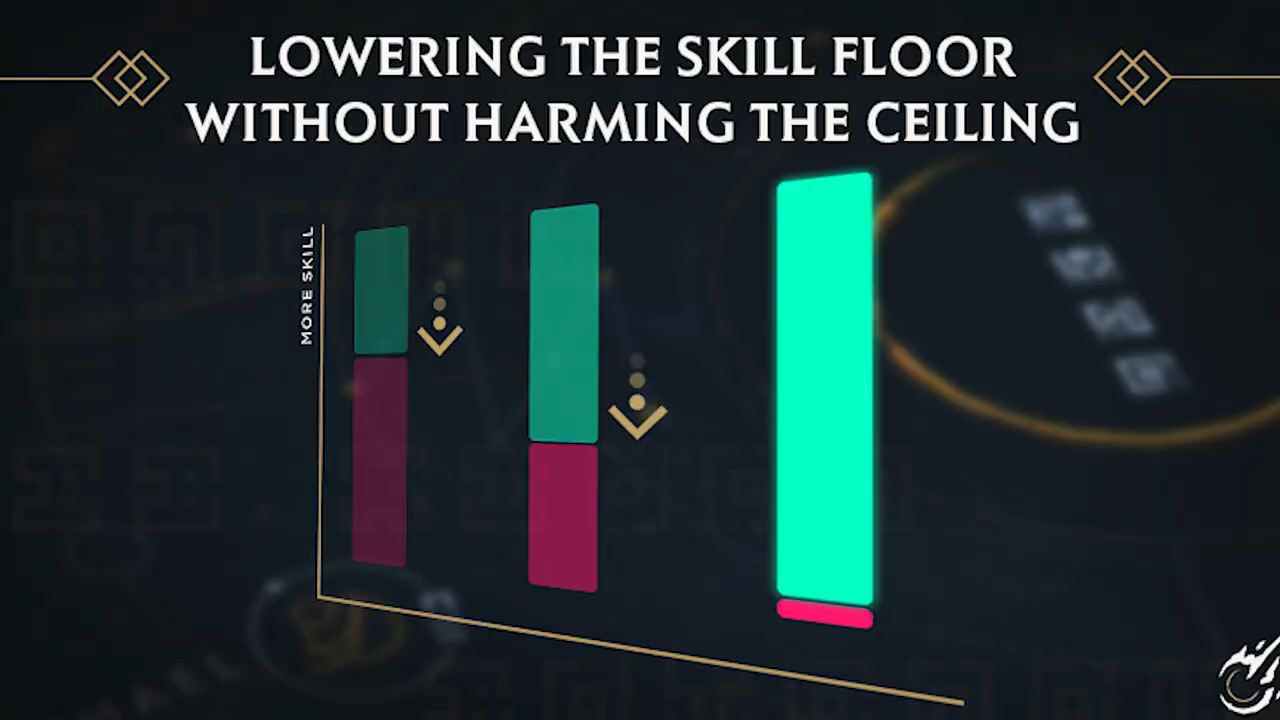 LOWERING THE SKILL FLOOR
WITHOUT HARMING THE CEILING
MORE SKILL